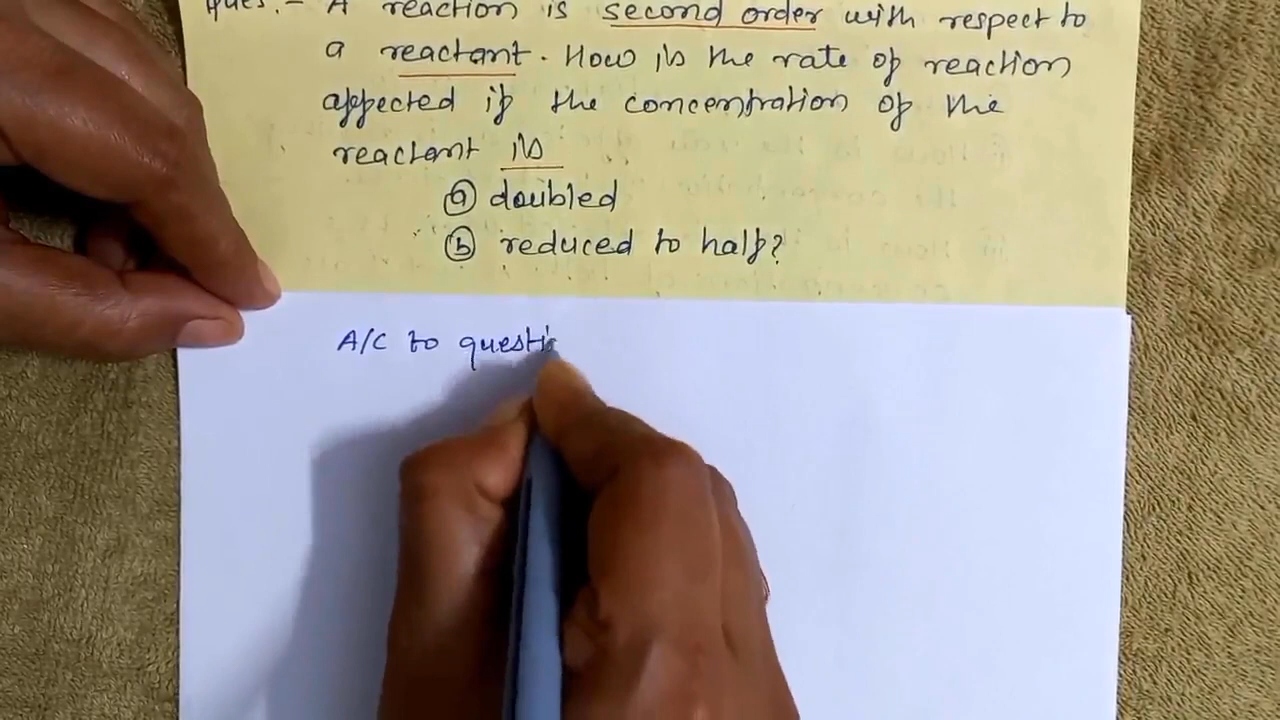 ques.- A reaction is second order with respect to
a reactant. How is the rate of reaction
affected if the concentration of the
reactant is
(a) doubled
(b) reduced to half?
A/C to questi